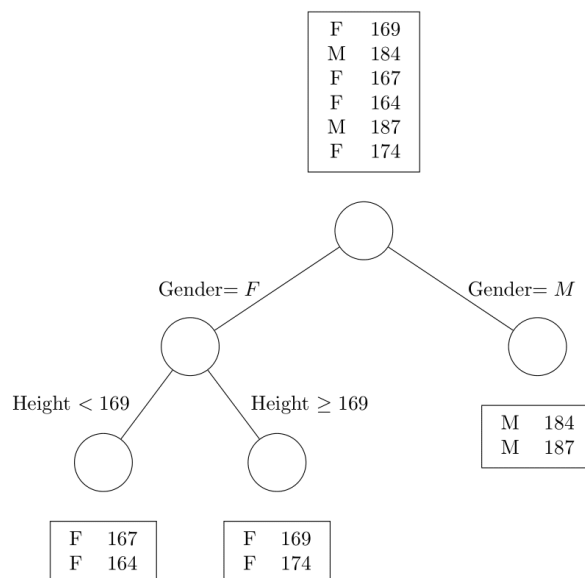 F 169
M 184
F 167
F 164
M 187
F 174
Gender= F
Gender= M
Height < 169
Height ≥ 169
M 184
M 187
F 167
F 164
F 169
F 174